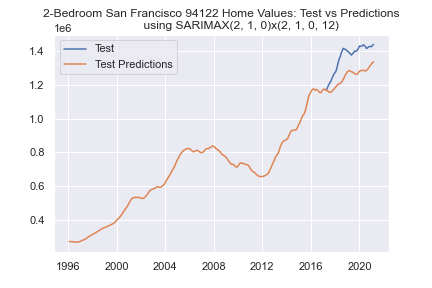 2-Bedroom San Francisco 94122 Home Values: Test vs Predictions
using SARIMAX(2, 1, 0)x(2, 1, 0, 12)
1e6
Test
Test Predictions
1.4
1.2
1.0
0.8
0.6
0.4
1996 2000 2004 2008 2012 2016 2020